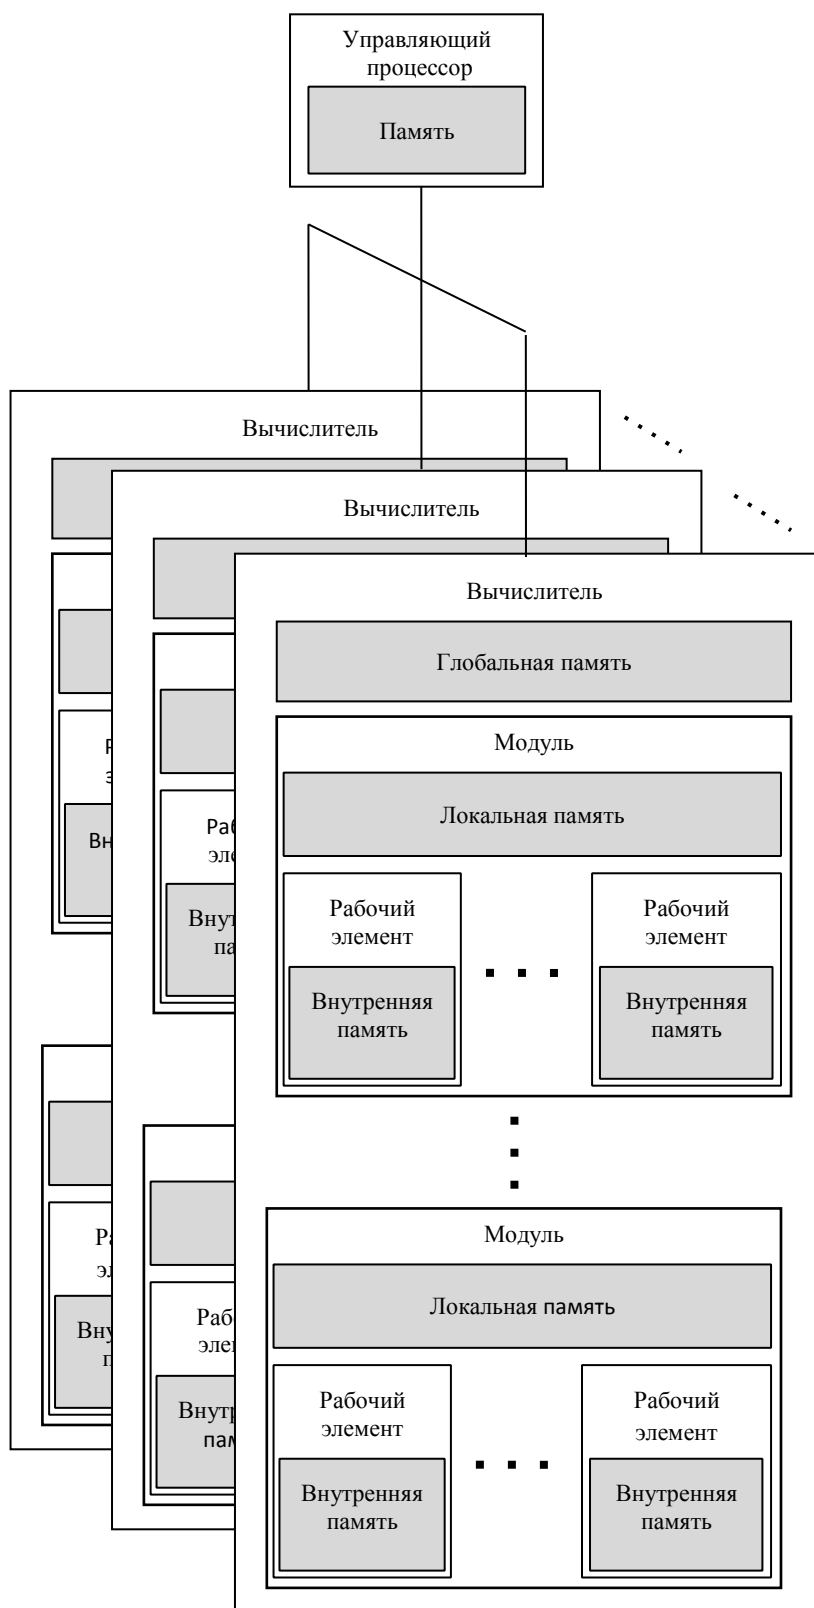 Управляющий
процессор
Память
Вычислитель
Вычислитель
Вычислитель
Глобальная память
Модуль
Локальная память
Рабочий
элемент
Внутренняя
память
Рабочий
элемент
Внутренняя
память
Модуль
Локальная память
Рабочий
элемент
Внутренняя
память
Рабочий
элемент
Внутренняя
память